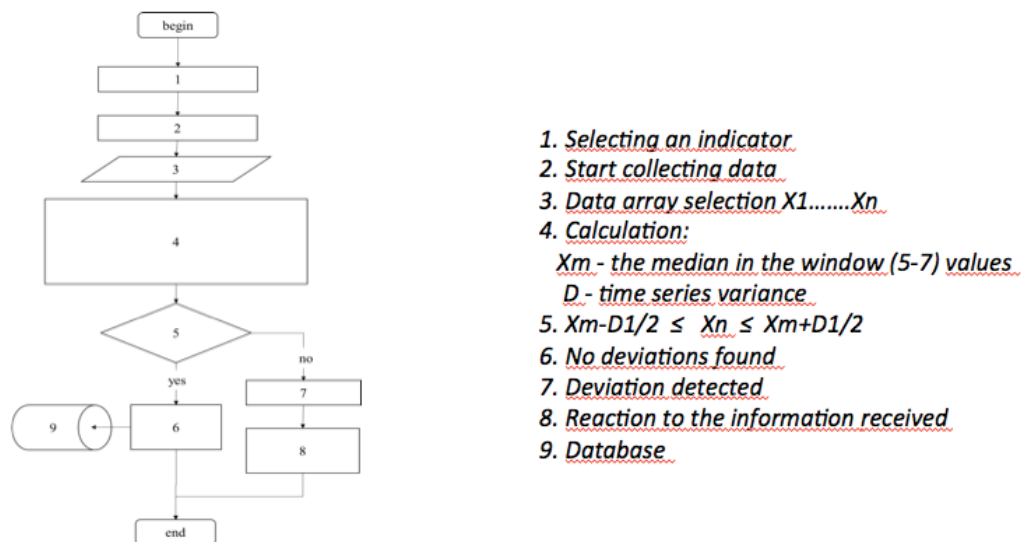 begin
1
2
3
4
5
no
yes
7
9
6
8
end
1. Selecting an indicator
2. Start collecting data
3. Data array selection X1.......Xn
4. Calculation:
Xm - the median in the window (5-7) values
D - time series variance
5. Xm-D1/2 ≤ Xn ≤ Xm+D1/2
6. No deviations found
7. Deviation detected
8. Reaction to the information received
9. Database